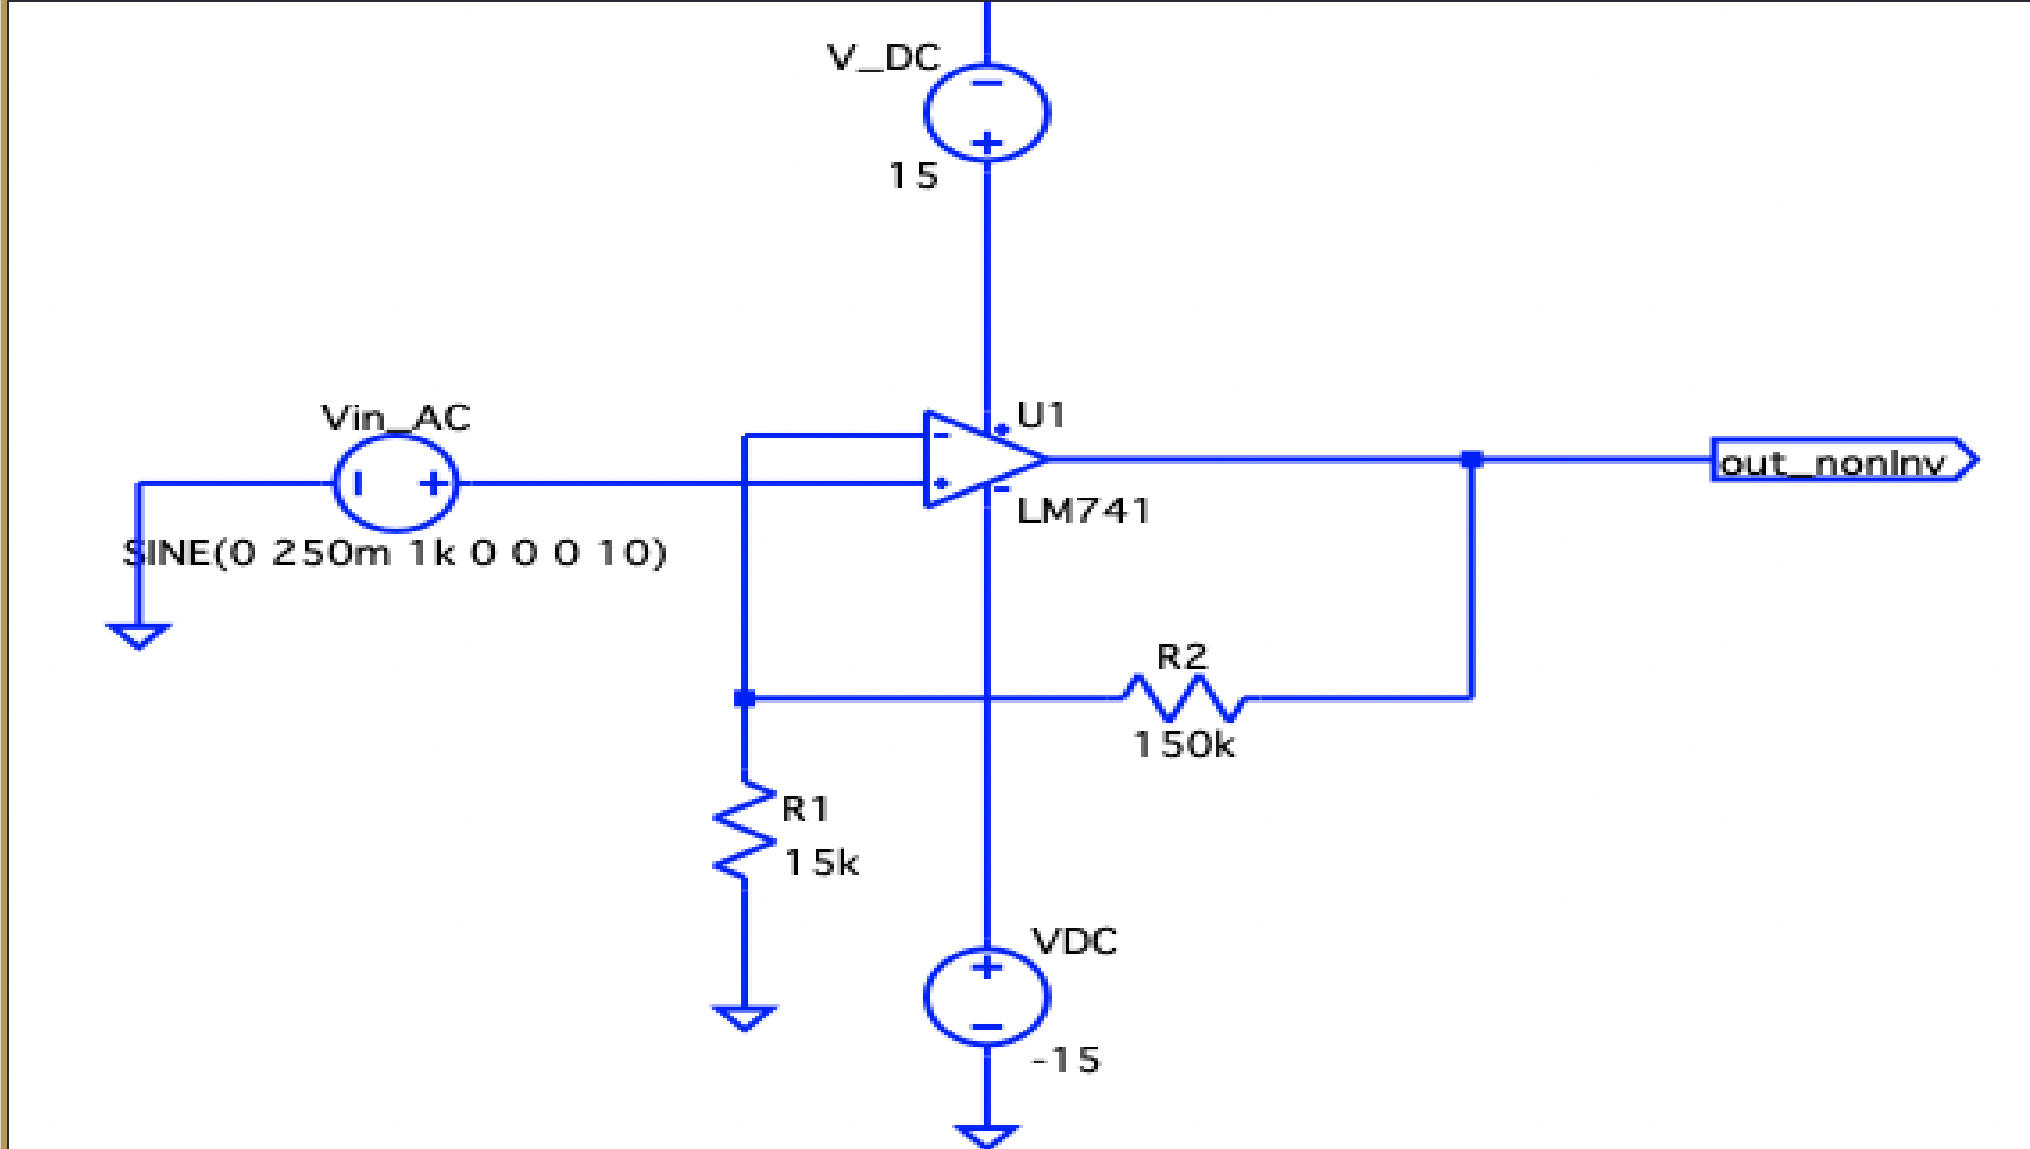 V_DC
15
Vin_AC
U1
out_nonInv
LM741
SINE(0 250m 1k 0 0 0 10)
R2
150k
R1
15k
VDC
-15